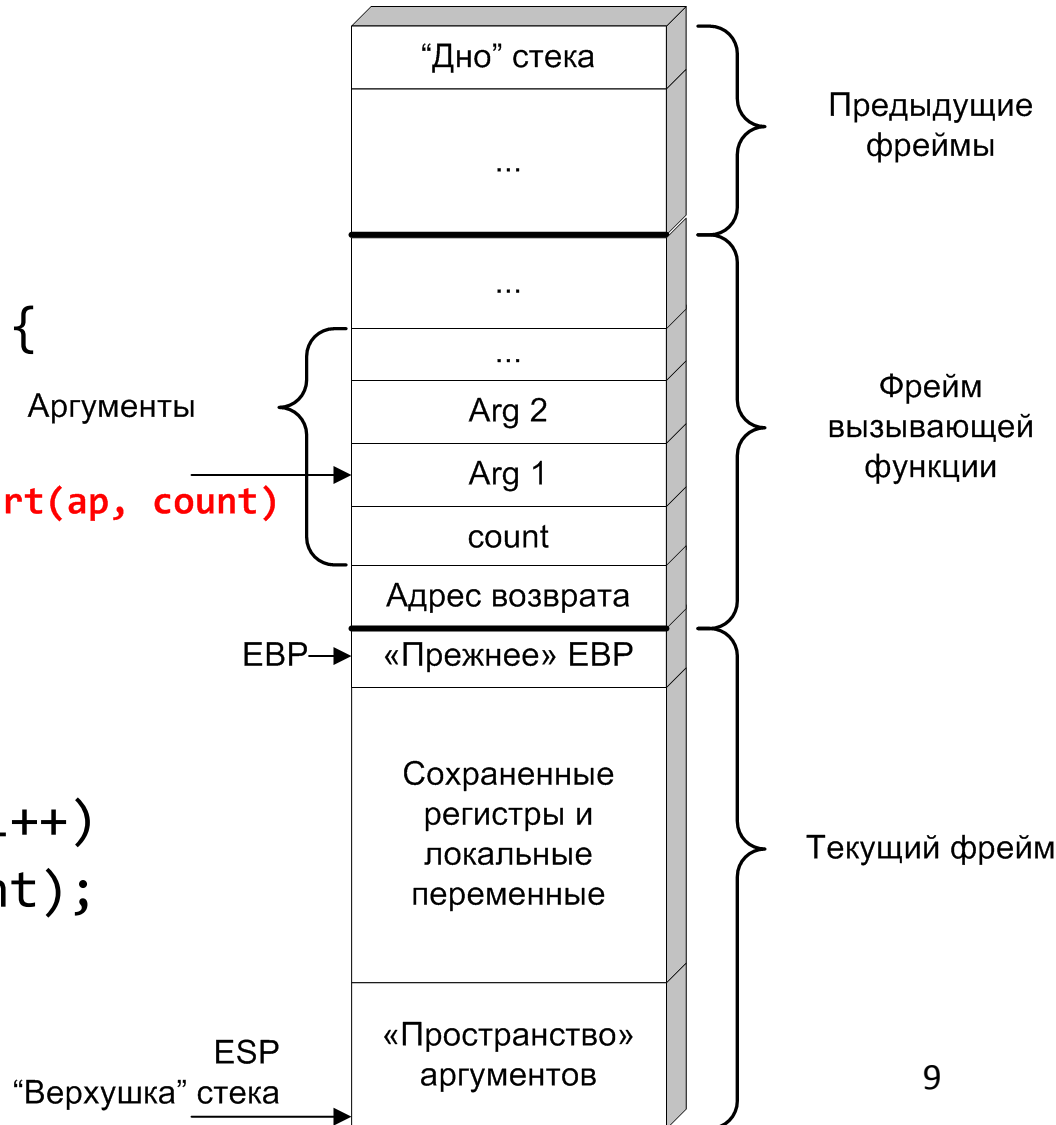 “Дно” стека
...
Предыдущие
фреймы
...
{
...
Аргументы
Arg 2
Arg 1
rt(ap, count)
count
Адрес возврата
Фрейм
вызывающей
функции
EBP
«Прежнее» EBP
Сохраненные
регистры и
локальные
переменные
i++)
nt);
Текущий фрейм
«Пространство»
аргументов
ESP
“Верхушка” стека
9